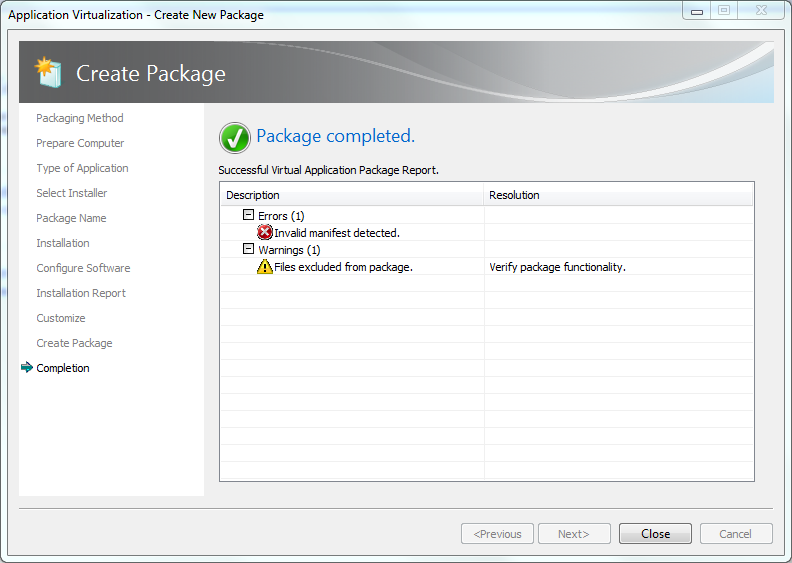 Application Virtualization - Create New Package
Create Package
Packaging Method
Prepare Computer
Type of Application
Select Installer
Package Name
Installation
Configure Software
Installation Report
Customize
Create Package
Completion
Package completed.
Successful Virtual Application Package Report.
Description Resolution
Errors (1)
Invalid manifest detected.
Warnings (1)
Files excluded from package. Verify package functionality.
<Previous Next> Close Cancel